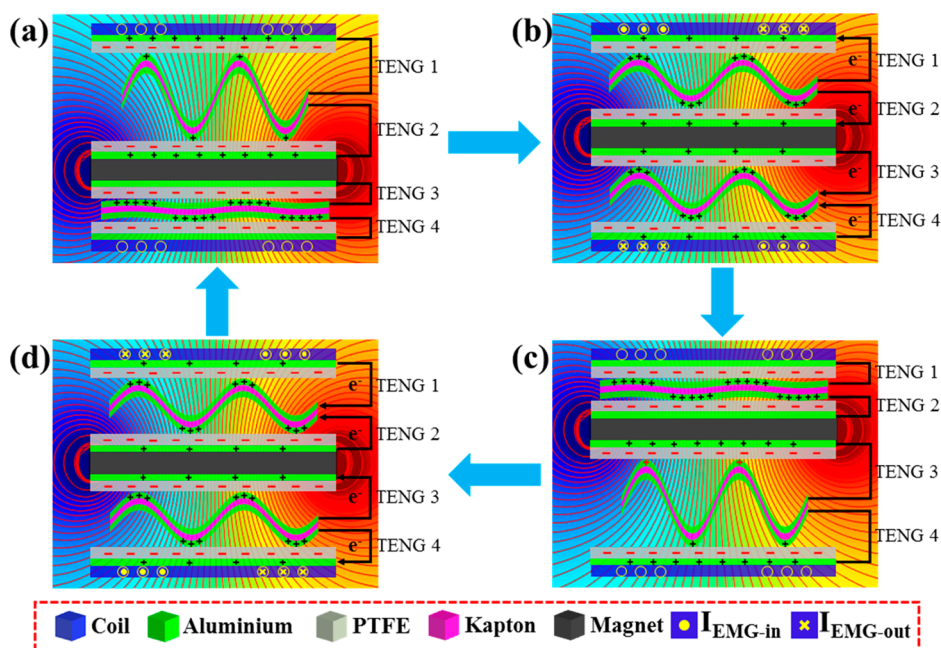 (a)
TENG 1
TENG 2
TENG 3
TENG 4
(b)
e-
e-
e-
e-
TENG 1
TENG 2
TENG 3
TENG 4
(d)
e-
e-
e-
e-
TENG 1
TENG 2
TENG 3
TENG 4
(c)
TENG 1
TENG 2
TENG 3
TENG 4
Coil Aluminium PTFE Kapton Magnet I EMG-in I EMG-out